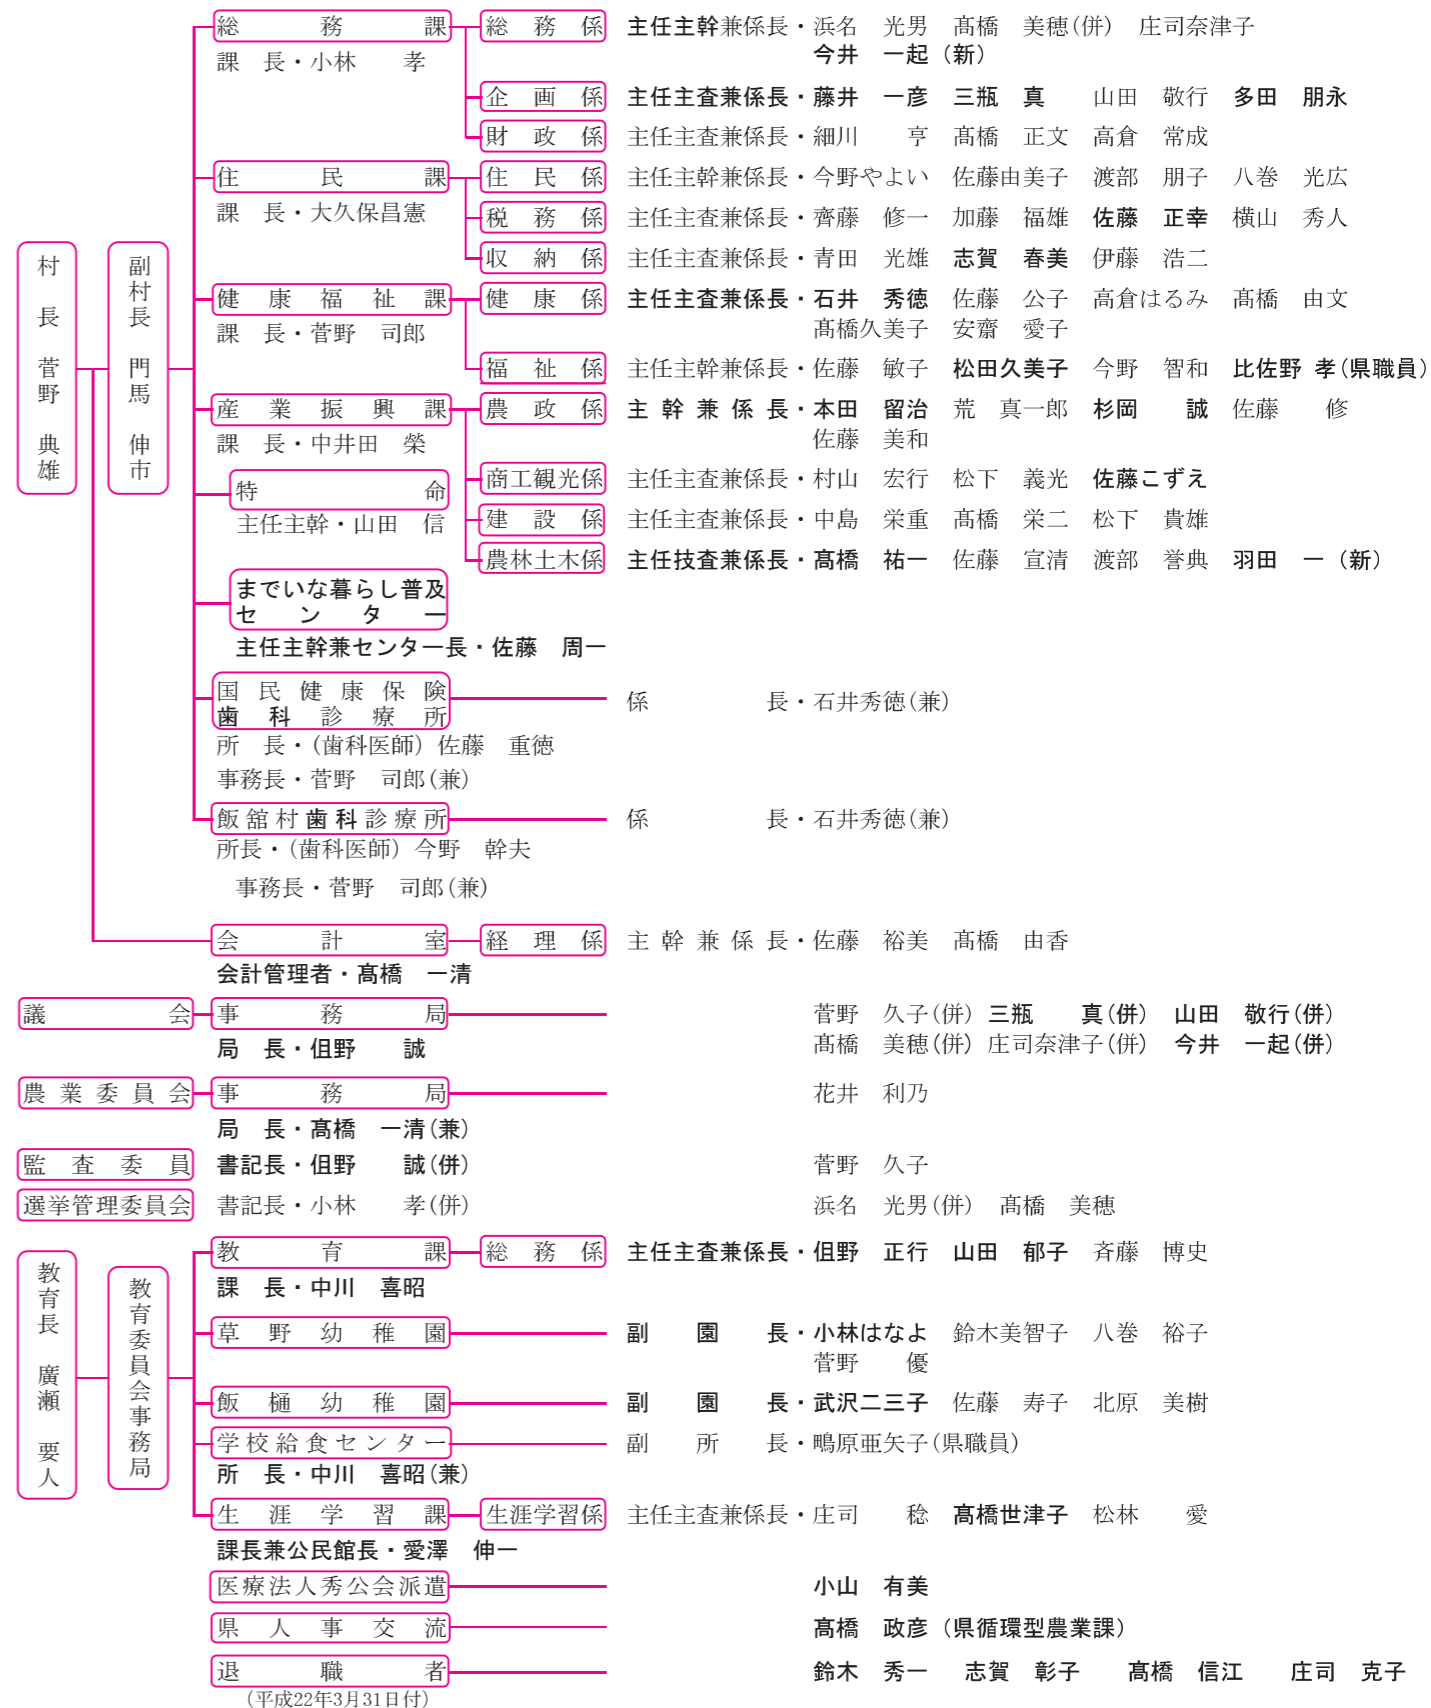 村長　菅野　典雄
副村長　門馬　伸市
総務課
課　長・小林　　孝
総務係　主任主幹兼係長・浜名　光男　髙橋　美穂(併)　庄司奈津子
今井　一起（新）
企画係　主任主査兼係長・藤井　一彦　三瓶　真　山田　敬行　多田　朋永
財政係　主任主査兼係長・細川　　亨　髙橋　正文　高倉　常成
住民課
課　長・大久保昌憲
住民係　主任主幹兼係長・今野やよい　佐藤由美子　渡部　朋子　八巻　光広
税務係　主任主査兼係長・齊藤　修一　加藤　福雄　佐藤　正幸　横山　秀人
収納係　主任主査兼係長・青田　光雄　志賀　春美　伊藤　浩二
健康福祉課
課　長・菅野　司郎
健康係　主任主査兼係長・石井　秀徳　佐藤　公子　高倉はるみ　髙橋　由文
髙橋久美子　安齋　愛子
福祉係　主任主幹兼係長・佐藤　敏子　松田久美子　今野　智和　比佐野　孝(県職員)
産業振興課
課　長・中井田　榮
農政係　主幹兼係長・本田　留治　荒　真一郎　杉岡　　誠　佐藤　　修
佐藤　美和
商工観光係　主任主査兼係長・村山　宏行　松下　義光　佐藤こずえ
建設係　主任主査兼係長・中島　栄重　髙橋　栄二　松下　貴雄
農林土木係　主任技査兼係長・髙橋　祐一　佐藤　宣清　渡部　誉典　羽田　一（新）
特命
主任主幹・山田　信
までいな暮らし普及
センター
主任主幹兼センター長・佐藤　周一
国民健康保険
歯科診療所　係　　長・石井秀徳(兼)
所　長・(歯科医師) 佐藤　重徳
事務長・菅野　司郎(兼)
飯舘村歯科診療所　係　　長・石井秀徳(兼)
所長・(歯科医師) 今野　幹夫
事務長・菅野　司郎(兼)
会計室　経理係　主幹兼係長・佐藤　裕美　髙橋　由香
会計管理者・髙橋　一清
議会　事務局　菅野　久子(併)　三瓶　　真(併)　山田　敬行(併)
局　長・但野　　誠　髙橋　美穂(併)　庄司奈津子(併)　今井　一起(併)
農業委員会　事務局　花井　利乃
局　長・髙橋　一清(兼)
監査委員　書記長・但野　　誠(併)　菅野　久子
選挙管理委員会　書記長・小林　　孝(併)　浜名　光男(併)　髙橋　美穂
教育長　廣瀬　要人
教育委員会事務局
教育課　総務係　主任主査兼係長・但野　正行　山田　郁子　斉藤　博史
課　長・中川　喜昭
草野幼稚園　副園長・小林はなよ　鈴木美智子　八巻　裕子
菅野　　優
飯樋幼稚園　副園長・武沢二三子　佐藤　寿子　北原　美樹
学校給食センター　副所長・鴫原亜矢子(県職員)
所　長・中川　喜昭(兼)
生涯学習課　生涯学習係　主任主査兼係長・庄司　　稔　髙橋世津子　松林　　愛
課長兼公民館長・愛澤　伸一
医療法人秀公会派遣　小山　有美
県人事交流　髙橋　政彦（県循環型農業課）
退職者　鈴木　秀一　志賀　彰子　髙橋　信江　庄司　克子
(平成22年3月31日付)